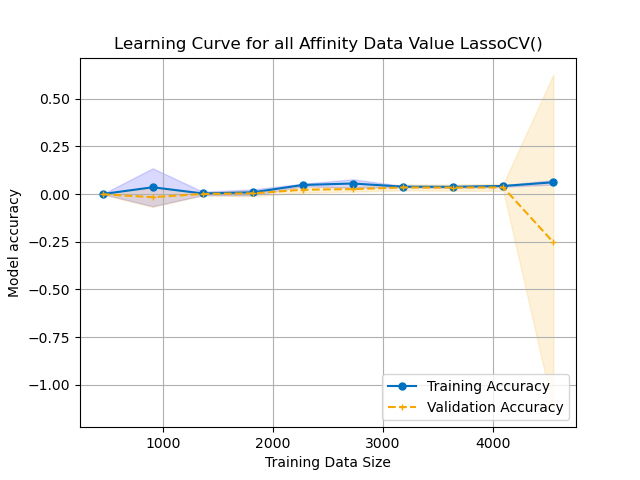 Learning Curve for all Affinity Data Value LassoCV()
Model accuracy
0.50
0.25
0.00
−0.25
−0.50
−0.75
−1.00
Training Accuracy
Validation Accuracy
1000 2000 3000 4000
Training Data Size